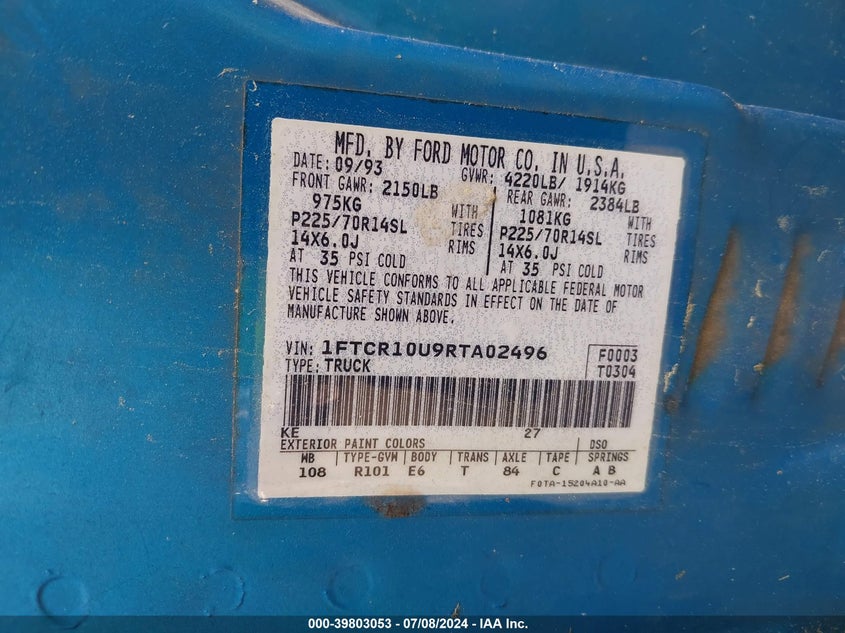 MFD. BY FORD MOTOR CO. IN U.S.A.
DATE: 09/93 GVWR: 4220LB/ 1914KG
FRONT GAWR: 2150LB REAR GAWR: 2384LB
975KG WITH 1081KG WITH
P225/70R14SL TIRES P225/70R14SL TIRES
14X6.0J RIMS 14X6.0J RIMS
AT 35 PSI COLD AT 35 PSI COLD
THIS VEHICLE CONFORMS TO ALL APPLICABLE FEDERAL MOTOR
VEHICLE SAFETY STANDARDS IN EFFECT ON THE DATE OF
MANUFACTURE SHOWN ABOVE.
VIN: 1FTCR10U9RTA02496 F0003
TYPE: TRUCK T0304
KE 27
EXTERIOR PAINT COLORS DSO
WB TYPE-GVW BODY TRANS AXLE TAPE SPRINGS
108 R101 E6 T 84 C A B
F0TA-15204A10-AA
000-39803053 - 07/08/2024 - IAA Inc.